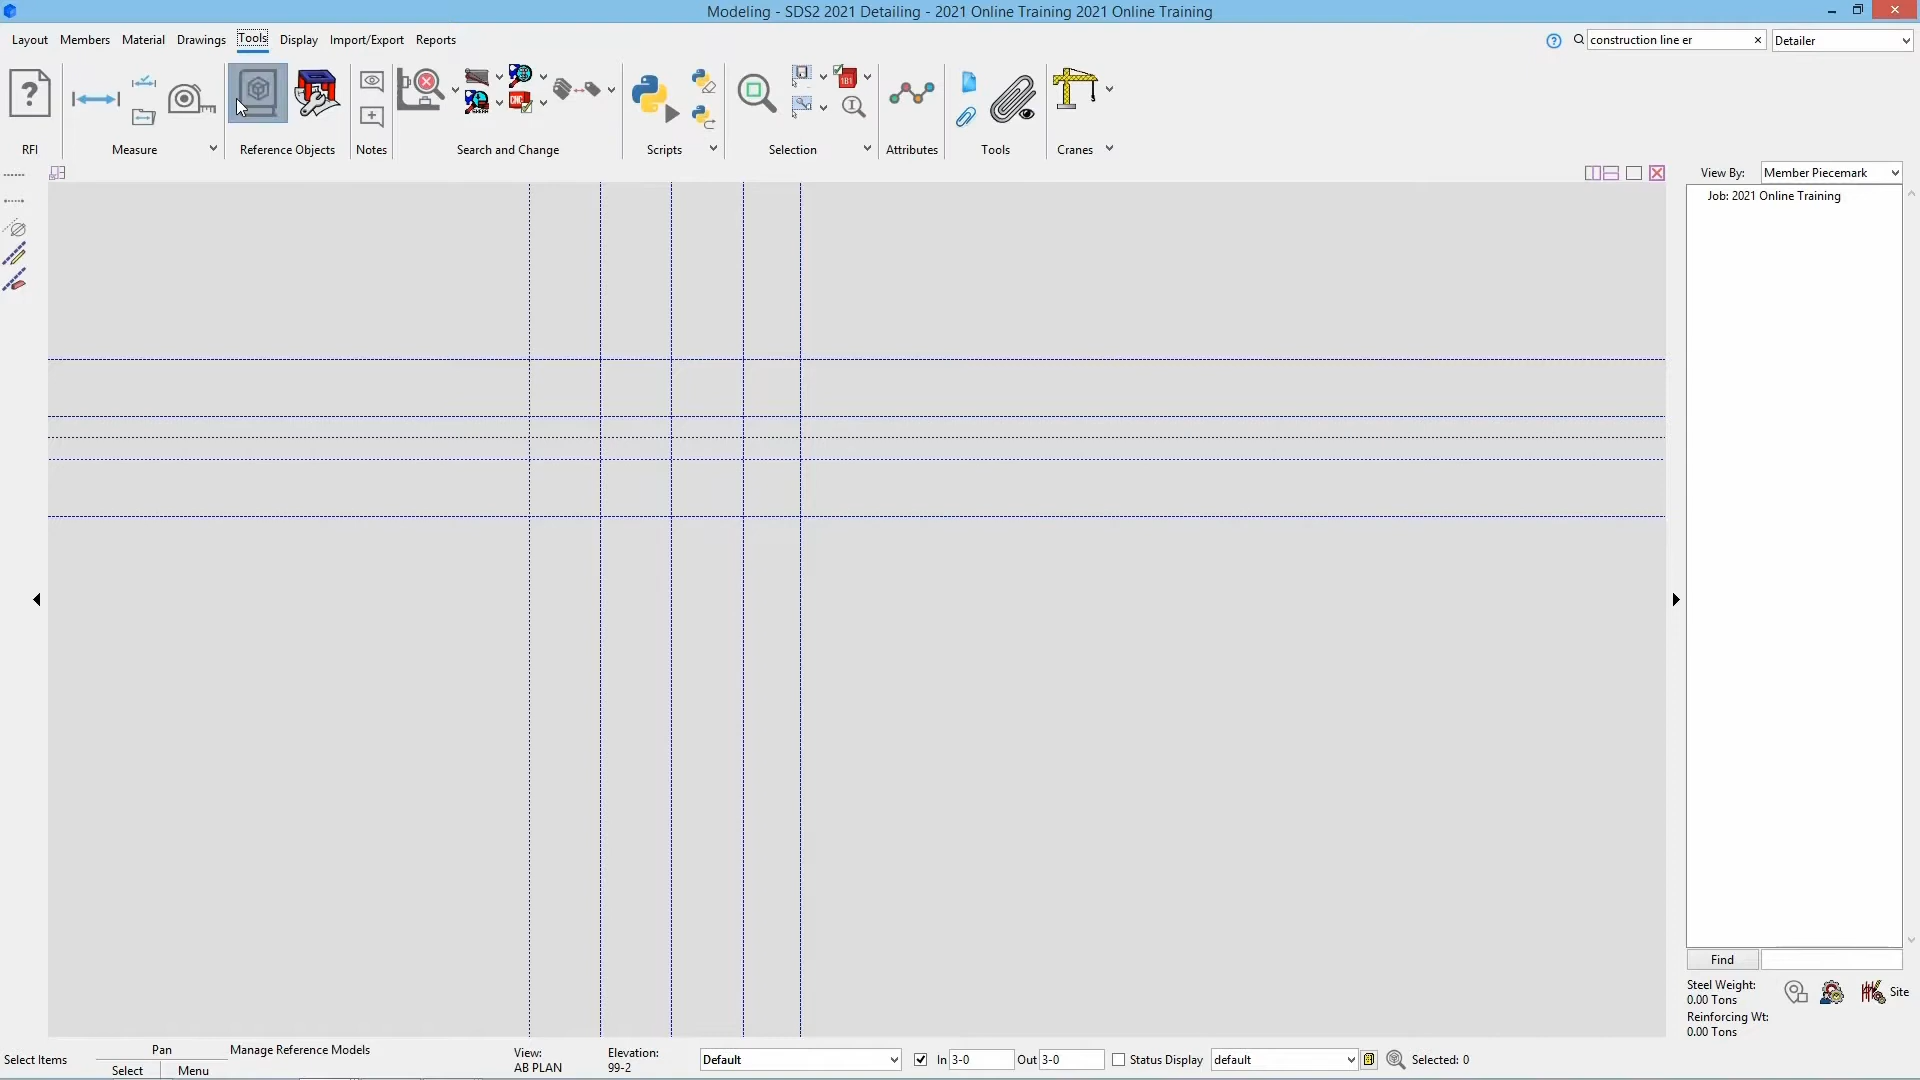 Modeling - SDS2 2021 Detailing - 2021 Online Training 2021 Online Training
Layout Members Material Drawings Tools Display Import/Export Reports
construction line er
Detailer
?
CNC
1B1
RFI Measure Reference Objects Notes Search and Change Scripts Selection Attributes Tools Cranes
View By: Member Piecemark
Job: 2021 Online Training
Find
Steel Weight:
0.00 Tons
Site
Reinforcing Wt:
0.00 Tons
Select Items
Pan
Select Menu
Manage Reference Models
View:
AB PLAN
Elevation:
99-2
Default
In 3-0 Out 3-0
Status Display default
Selected: 0